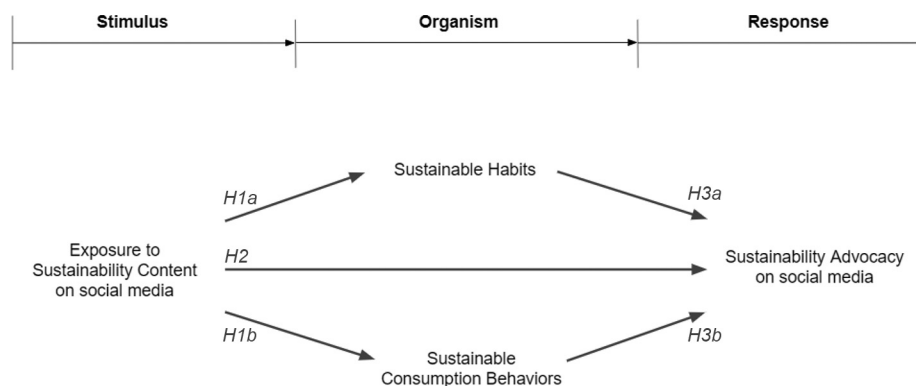 Stimulus
Organism
Response
Sustainable Habits
H1a
H3a
Exposure to
Sustainability Content
on social media
H2
Sustainability Advocacy
on social media
H1b
H3b
Sustainable
Consumption Behaviors